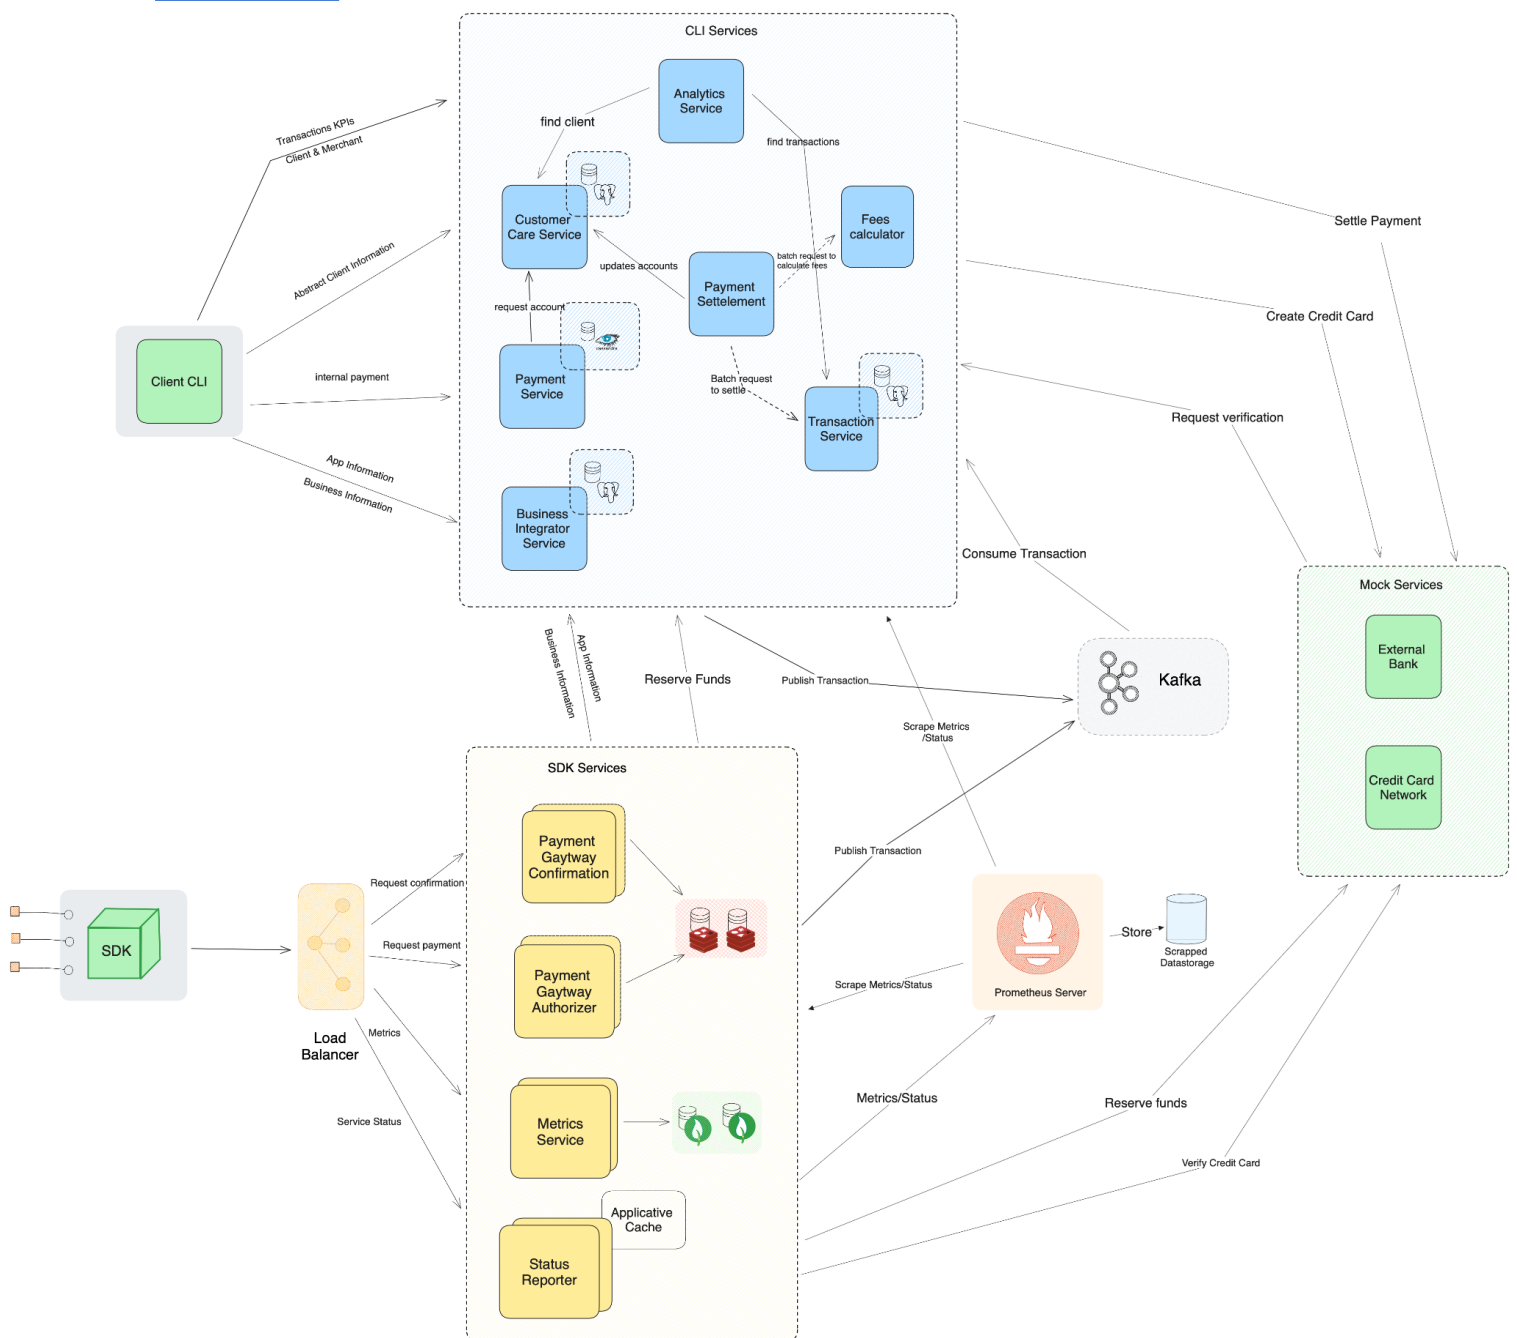 CLI Services
Analytics
Service
find client
find transactions
Transactions KPIs
Client & Merchant
Customer
Care Service
Fees
calculator
Abstract Client Information
updates accounts
batch request to
calculate fees
Payment
Settelement
request account
Client CLI
internal payment
Payment
Service
Batch request
to settle
Transaction
Service
App Information
Business Information
Business
Integrator
Service
Settle Payment
Create Credit Card
Request verification
Consume Transaction
Mock Services
External
Bank
Credit Card
Network
Business Information
App Information
Reserve Funds
Publish Transaction
Kafka
Scrape Metrics
/Status
SDK Services
Payment
Gaytway
Confirmation
Publish Transaction
Request confirmation
Request payment
SDK
Payment
Gaytway
Authorizer
Store
Scrapped
Datastorage
Scrape Metrics/Status
Prometheus Server
Load
Balancer
Metrics
Service Status
Metrics
Service
Metrics/Status
Reserve funds
Verify Credit Card
Applicative
Cache
Status
Reporter